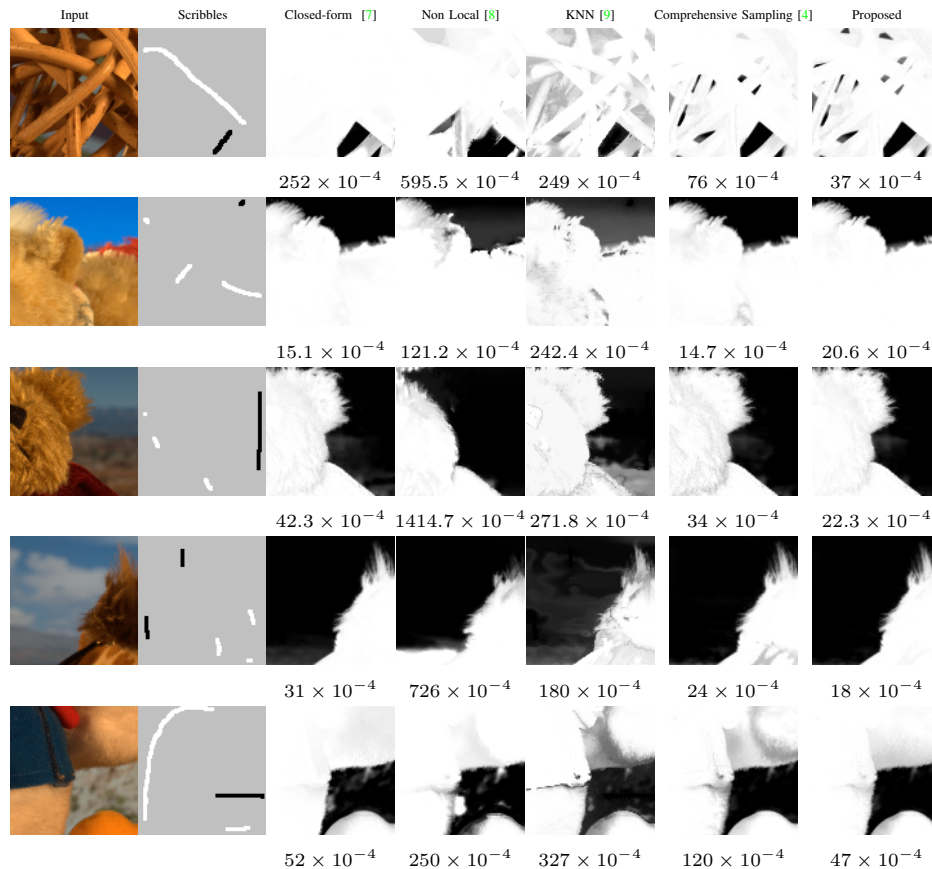 Input Scribbles Closed-form [7] Non Local [8] KNN [9] Comprehensive Sampling [4] Proposed
252 × 10⁻⁴ 595.5 × 10⁻⁴ 249 × 10⁻⁴ 76 × 10⁻⁴ 37 × 10⁻⁴
15.1 × 10⁻⁴ 121.2 × 10⁻⁴ 242.4 × 10⁻⁴ 14.7 × 10⁻⁴ 20.6 × 10⁻⁴
42.3 × 10⁻⁴ 1414.7 × 10⁻⁴ 271.8 × 10⁻⁴ 34 × 10⁻⁴ 22.3 × 10⁻⁴
31 × 10⁻⁴ 726 × 10⁻⁴ 180 × 10⁻⁴ 24 × 10⁻⁴ 18 × 10⁻⁴
52 × 10⁻⁴ 250 × 10⁻⁴ 327 × 10⁻⁴ 120 × 10⁻⁴ 47 × 10⁻⁴